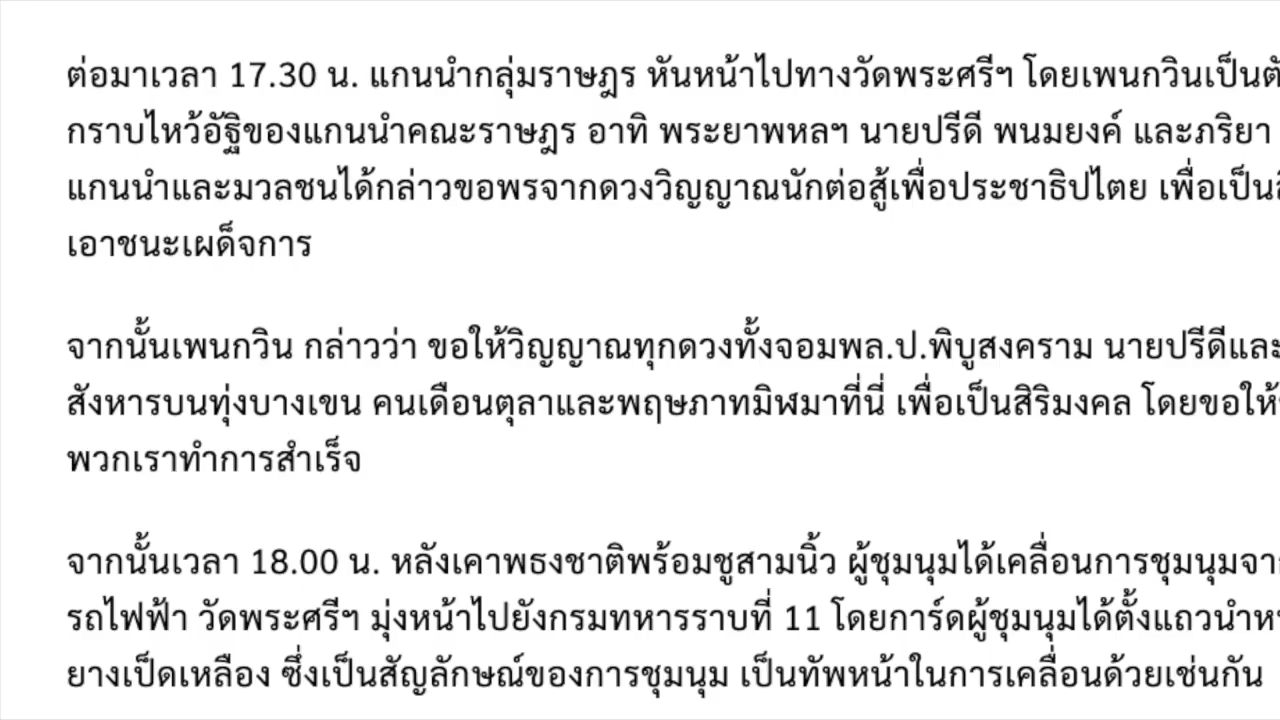 ต่อมาเวลา 17.30 น. แกนนำกลุ่มราษฎร หันหน้าไปทางวัดพระศรีฯ โดยเพนกวินเป็น
กราบไหว้อัฐิของแกนนำคณะราษฎร อาทิ พระยาพหลฯ นายปรีดี พนมยงค์ และภริยา
แกนนำและมวลชนได้กล่าวขอพรจากดวงวิญญาณนักต่อสู้เพื่อประชาธิปไตย เพื่อเป็น
เอาชนะเผด็จการ
จากนั้นเพนกวิน กล่าวว่า ขอให้วิญญาณทุกดวงทั้งจอมพล.ป.พิบูสงคราม นายปรีดีและ
สังหารบนทุ่งบางเขน คนเดือนตุลาและพฤษภาทมิฬมาที่นี่ เพื่อเป็นสิริมงคล โดยขอให้
พวกเราทำการสำเร็จ
จากนั้นเวลา 18.00 น. หลังเคาพธงชาติพร้อมชูสามนิ้ว ผู้ชุมนุมได้เคลื่อนการชุมนุม
รถไฟฟ้า วัดพระศรีฯ มุ่งหน้าไปยังกรมทหารราบที่ 11 โดยการ์ดผู้ชุมนุมได้ตั้งแถวนำ
ยางเป็ดเหลือง ซึ่งเป็นสัญลักษณ์ของการชุมนุม เป็นทัพหน้าในการเคลื่อนด้วยเช่นกัน